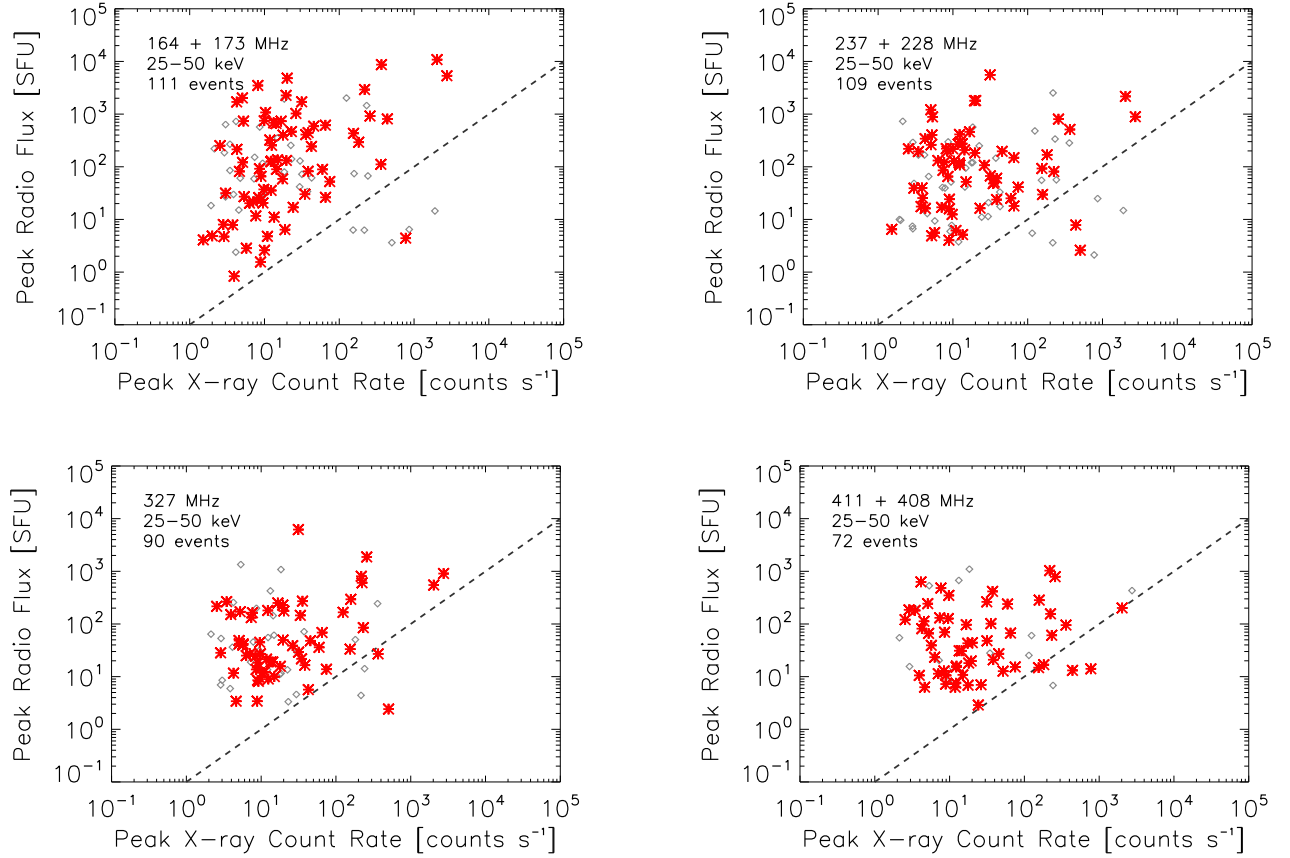 164 + 173 MHz
25−50 keV
111 events
10⁵
10⁴
10³
10²
10¹
10⁰
10⁻¹
Peak Radio Flux [SFU]
10⁻¹ 10⁰ 10¹ 10² 10³ 10⁴ 10⁵
Peak X−ray Count Rate [counts s⁻¹]
237 + 228 MHz
25−50 keV
109 events
10⁵
10⁴
10³
10²
10¹
10⁰
10⁻¹
Peak Radio Flux [SFU]
10⁻¹ 10⁰ 10¹ 10² 10³ 10⁴ 10⁵
Peak X−ray Count Rate [counts s⁻¹]
327 MHz
25−50 keV
90 events
10⁵
10⁴
10³
10²
10¹
10⁰
10⁻¹
Peak Radio Flux [SFU]
10⁻¹ 10⁰ 10¹ 10² 10³ 10⁴ 10⁵
Peak X−ray Count Rate [counts s⁻¹]
411 + 408 MHz
25−50 keV
72 events
10⁵
10⁴
10³
10²
10¹
10⁰
10⁻¹
Peak Radio Flux [SFU]
10⁻¹ 10⁰ 10¹ 10² 10³ 10⁴ 10⁵
Peak X−ray Count Rate [counts s⁻¹]